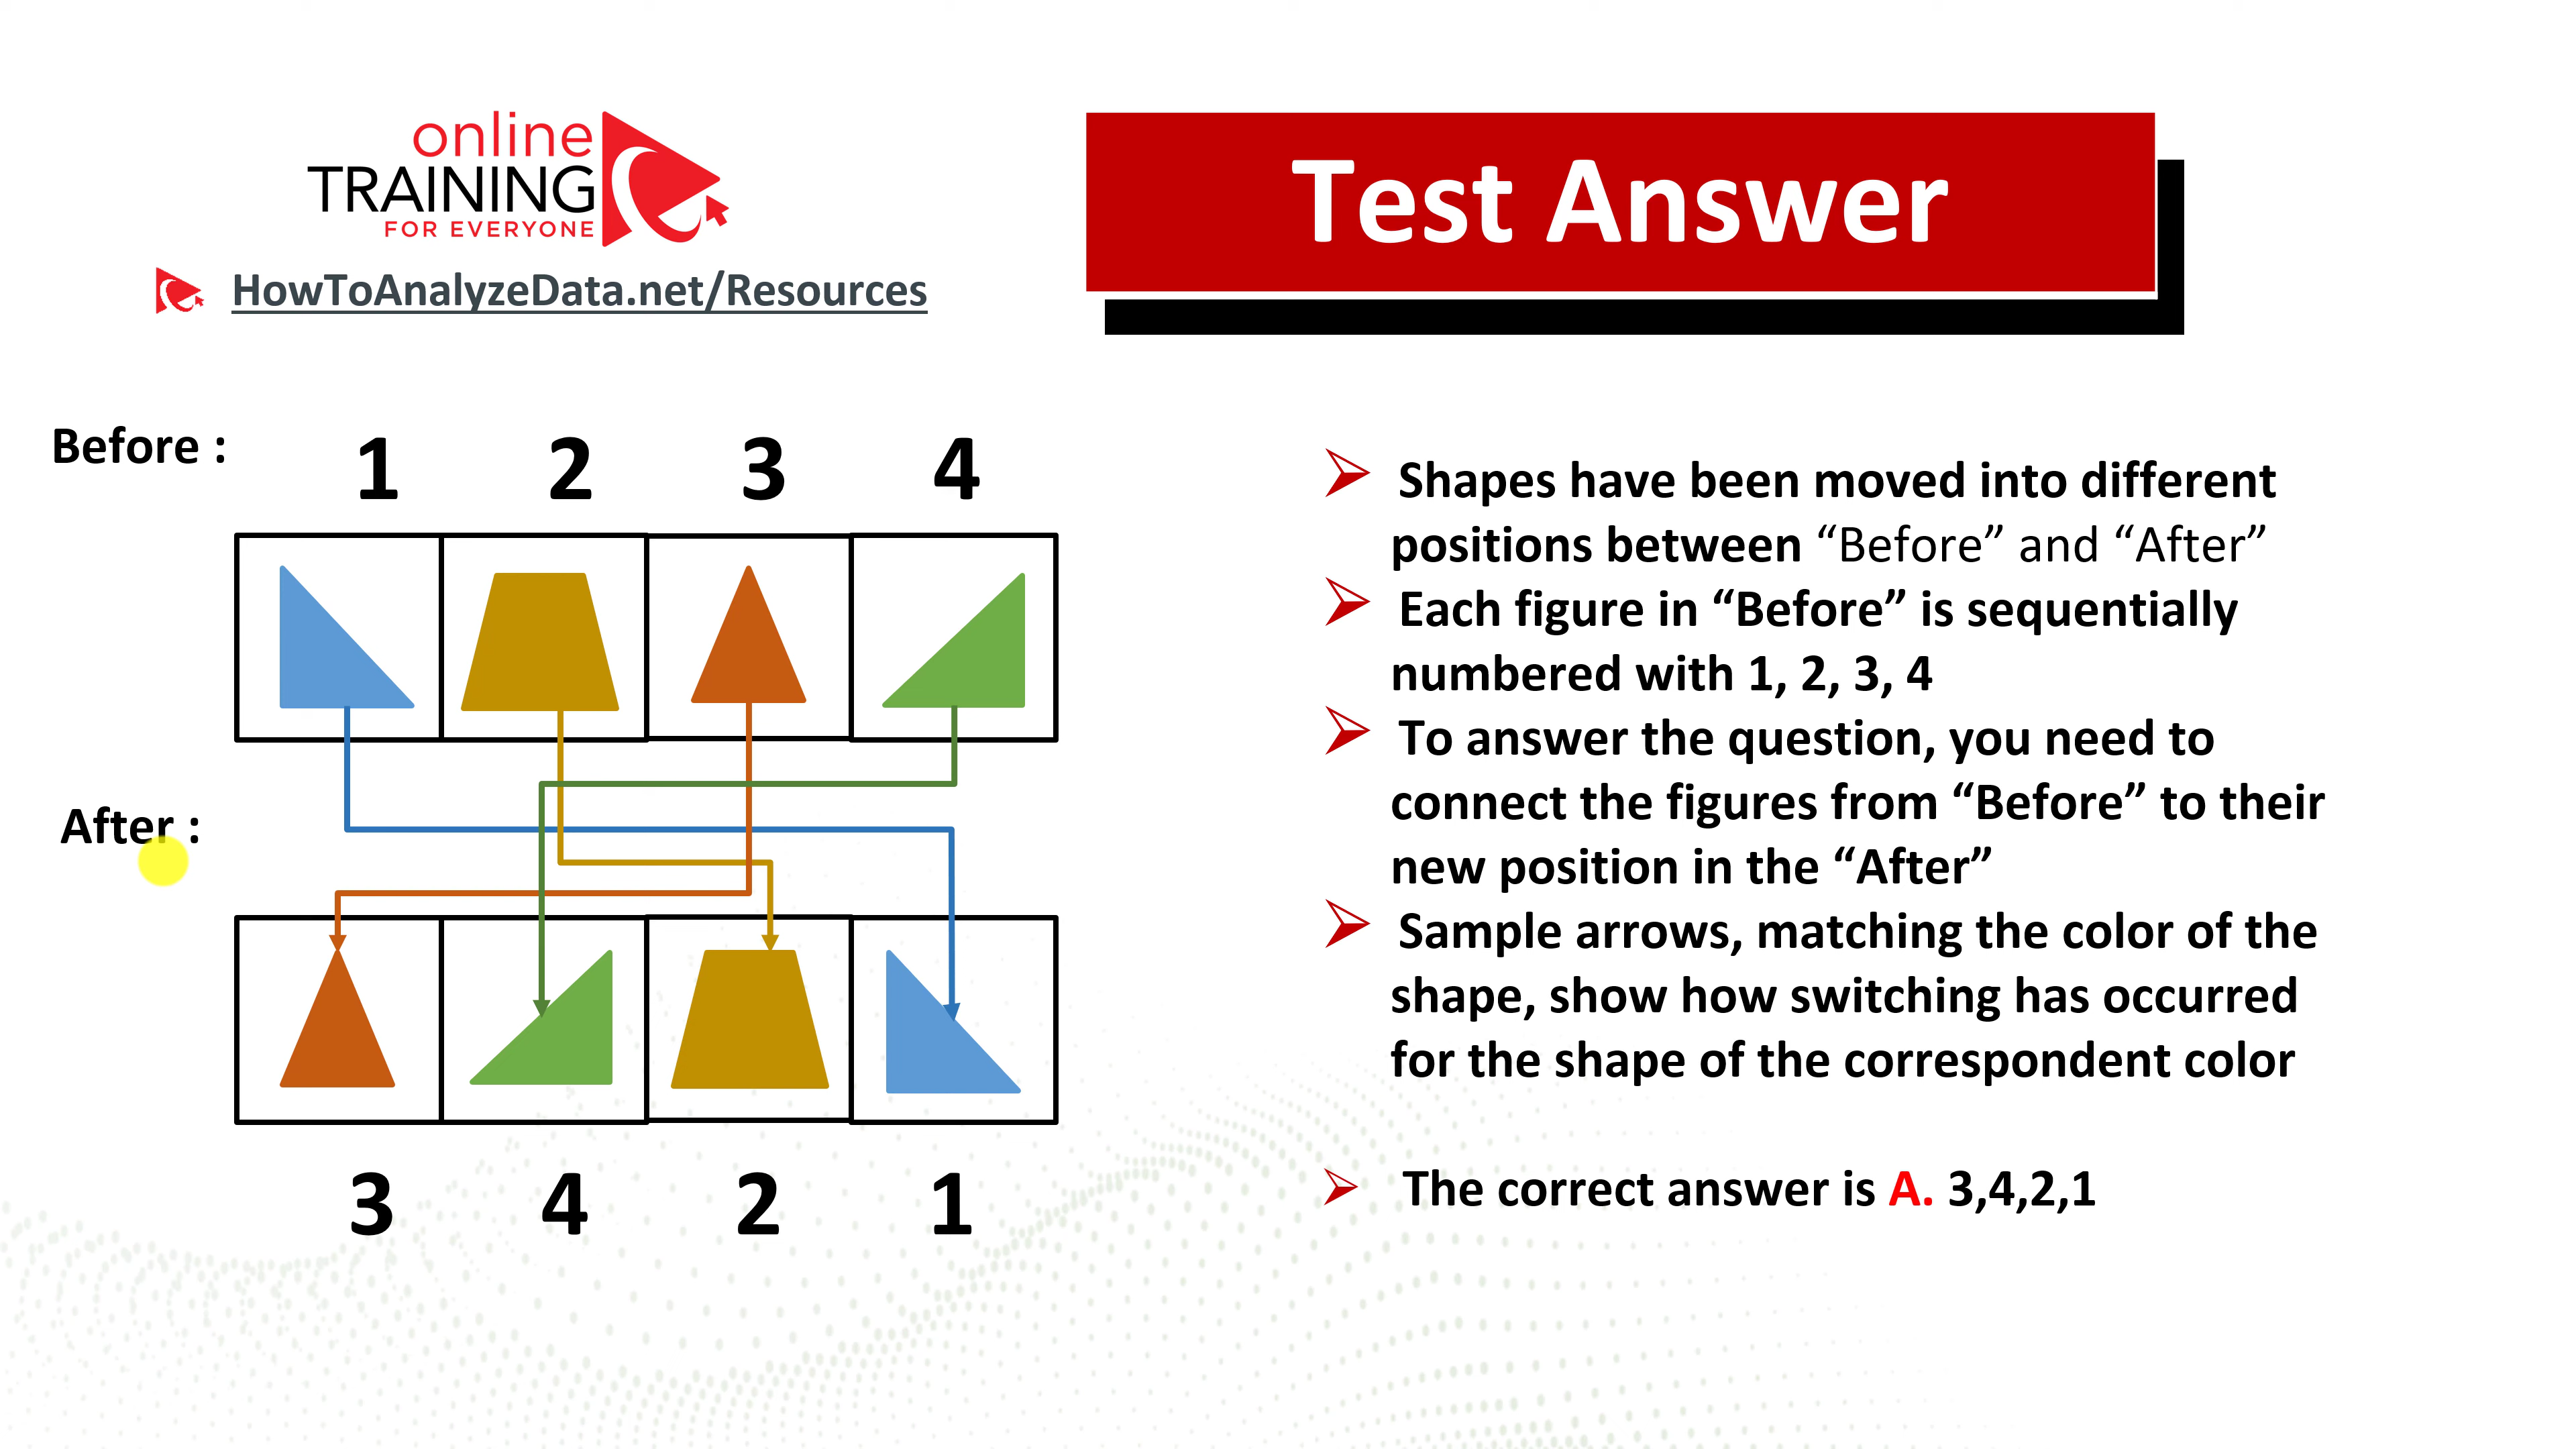 online
TRAINING
FOR EVERYONE
HowToAnalyzeData.net/Resources
Test Answer
Before :
1 2 3 4
After :
3 4 2 1
Shapes have been moved into different
positions between “Before” and “After”
Each figure in “Before” is sequentially
numbered with 1, 2, 3, 4
To answer the question, you need to
connect the figures from “Before” to their
new position in the “After”
Sample arrows, matching the color of the
shape, show how switching has occurred
for the shape of the correspondent color
The correct answer is A. 3,4,2,1